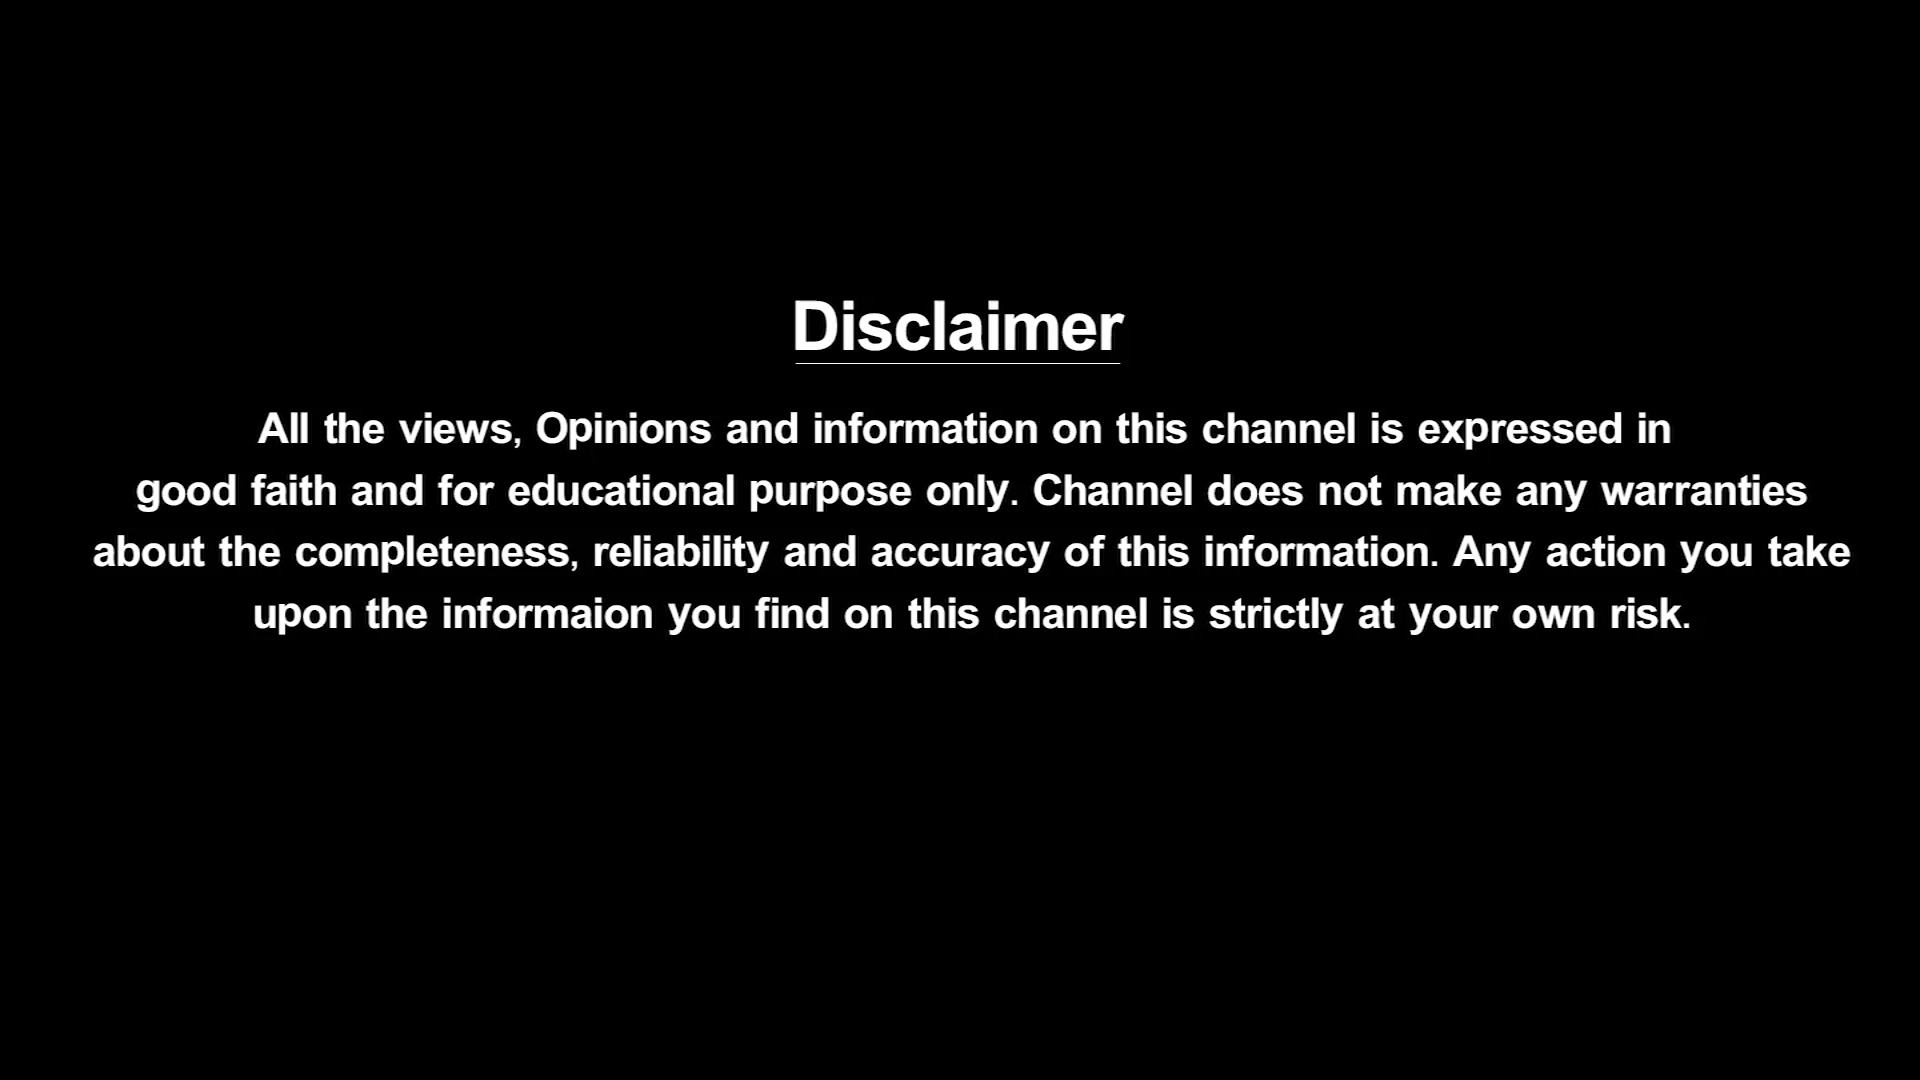 Disclaimer
All the views, Opinions and information on this channel is expressed in
good faith and for educational purpose only. Channel does not make any warranties
about the completeness, reliability and accuracy of this information. Any action you take
upon the informaion you find on this channel is strictly at your own risk.